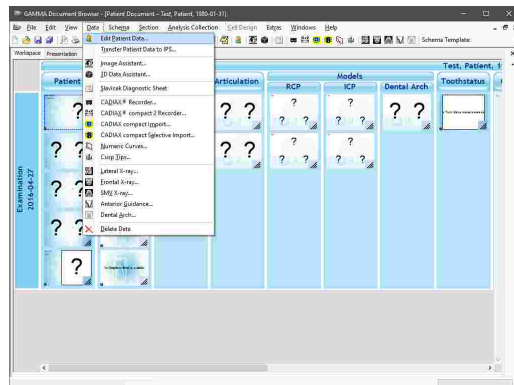 GAMMA Document Browser - [Patient Document – Test, Patient, 1980-01-31]
File Edit View Data Schema Section Analysis Collection Cell Design Extras Windows Help
Schema Template:
Workspace Presentation
Edit Patient Data...
Transfer Patient Data to IPS...
Image Assistant...
3D Data Assistant...
Slavicek Diagnostic Sheet
CADIAX® Recorder...
CADIAX® compact 2 Recorder...
CADIAX compact Import...
CADIAX compact Selective Import...
Numeric Curves...
Cusp Tips...
Lateral X-ray...
Frontal X-ray...
SMV X-ray...
Anterior Guidance...
Dental Arch...
Delete Data
Test, Patient, 1
Patient
Articulation
Models
RCP
ICP
Dental Arch
Toothstatus
Examination
2016-04-27
? ? ? ? ? ? ?
? ? ? ? ? ?
? ? ? ?
? ?
? ?
?